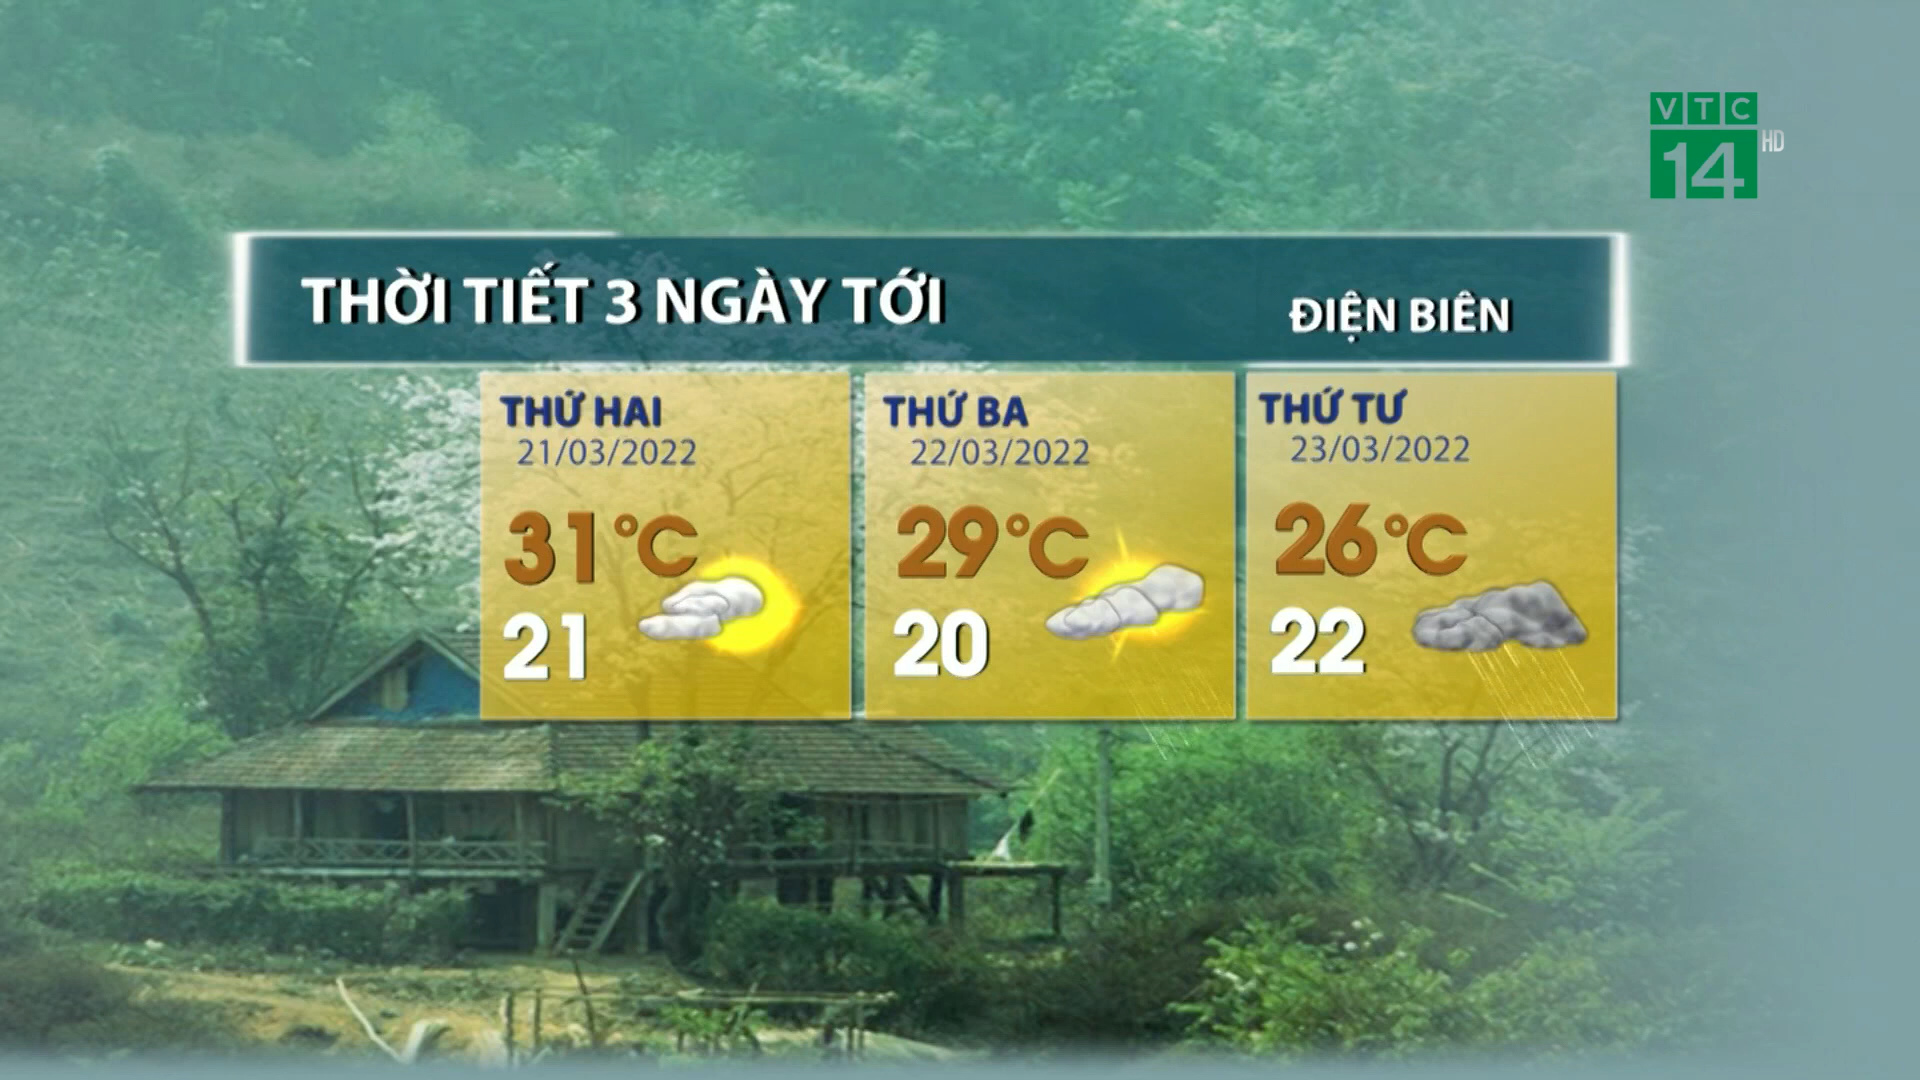 VTC
14 HD
THỜI TIẾT 3 NGÀY TỚI
ĐIỆN BIÊN
THỨ HAI
21/03/2022
31°C
21
THỨ BA
22/03/2022
29°C
20
THỨ TƯ
23/03/2022
26°C
22